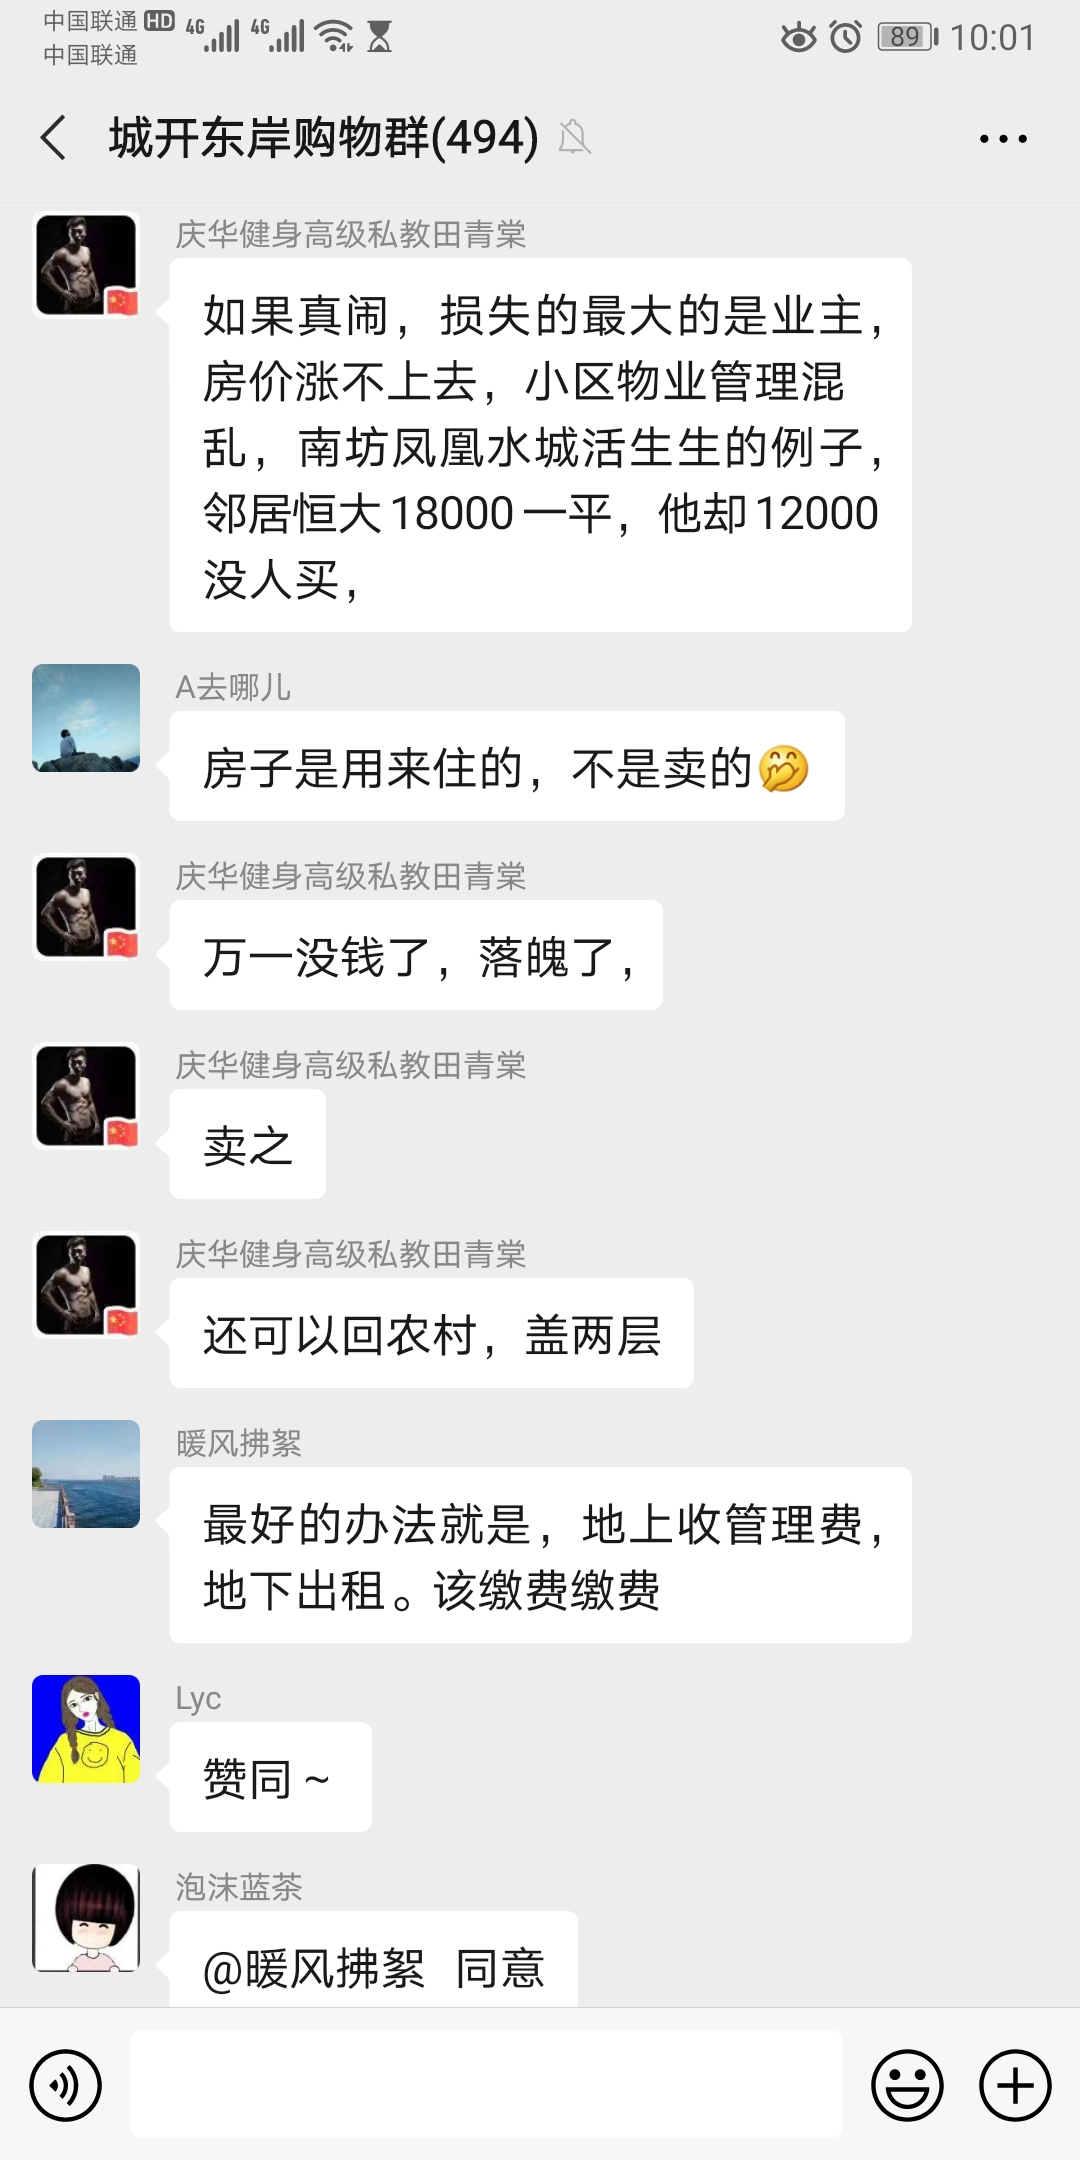 中国联通 HD 4G 4G
中国联通
89 10:01
城开东岸购物群(494)
庆华健身高级私教田青棠
如果真闹，损失的最大的是业主，
房价涨不上去，小区物业管理混
乱，南坊凤凰水城活生生的例子，
邻居恒大18000一平，他却12000
没人买，
A去哪儿
房子是用来住的，不是卖的🤭
庆华健身高级私教田青棠
万一没钱了，落魄了，
庆华健身高级私教田青棠
卖之
庆华健身高级私教田青棠
还可以回农村，盖两层
暖风拂絮
最好的办法就是，地上收管理费，
地下出租。该缴费缴费
Lyc
赞同～
泡沫蓝茶
@暖风拂絮 同意